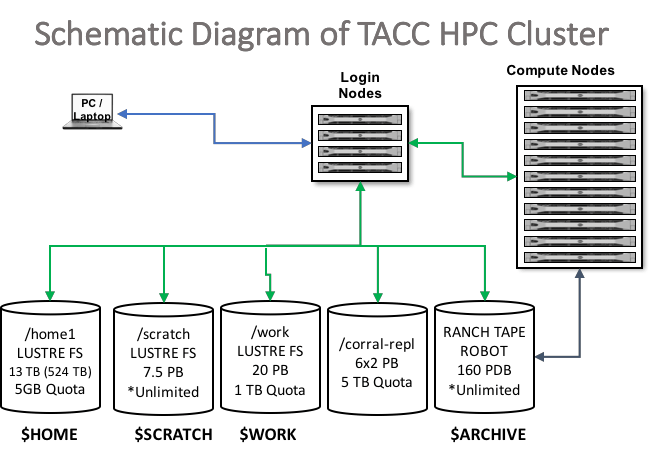 Schematic Diagram of TACC HPC Cluster
PC /
Laptop
Login
Nodes
Compute Nodes
/home1
LUSTRE FS
13 TB (524 TB)
5GB Quota
$HOME
/scratch
LUSTRE FS
7.5 PB
*Unlimited
$SCRATCH
/work
LUSTRE FS
20 PB
1 TB Quota
$WORK
/corral-repl
6x2 PB
5 TB Quota
RANCH TAPE
ROBOT
160 PDB
*Unlimited
$ARCHIVE